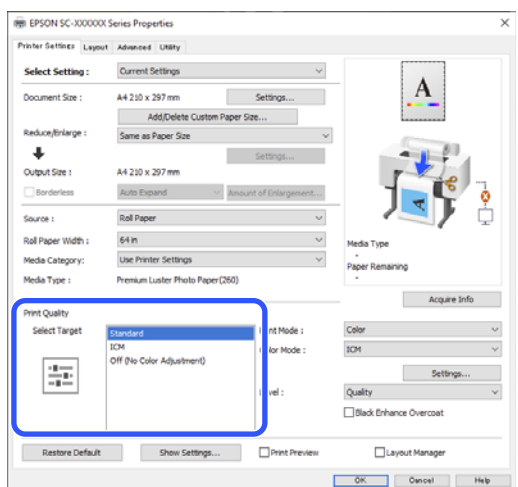 EPSON SC-XXXXXX Series Properties
Printer Settings Layout Advanced Utility
Select Setting : Current Settings
Document Size : A4 210 x 297 mm Settings...
Add/Delete Custom Paper Size...
Reduce/Enlarge : Same as Paper Size
Settings...
Output Size : A4 210 x 297 mm
Borderless Auto Expand Amount of Enlargement...
Source : Roll Paper
Roll Paper Width : 64 in
Media Category: Use Printer Settings
Media Type : Premium Luster Photo Paper(260)
A
A
Media Type
-
Paper Remaining
-
Acquire Info
Print Quality
Select Target Standard nt Mode : Color
ICM lor Mode : ICM
Off (No Color Adjustment)
Settings...
vel : Quality
Black Enhance Overcoat
Restore Default Show Settings... Print Preview Layout Manager
OK Cancel Help